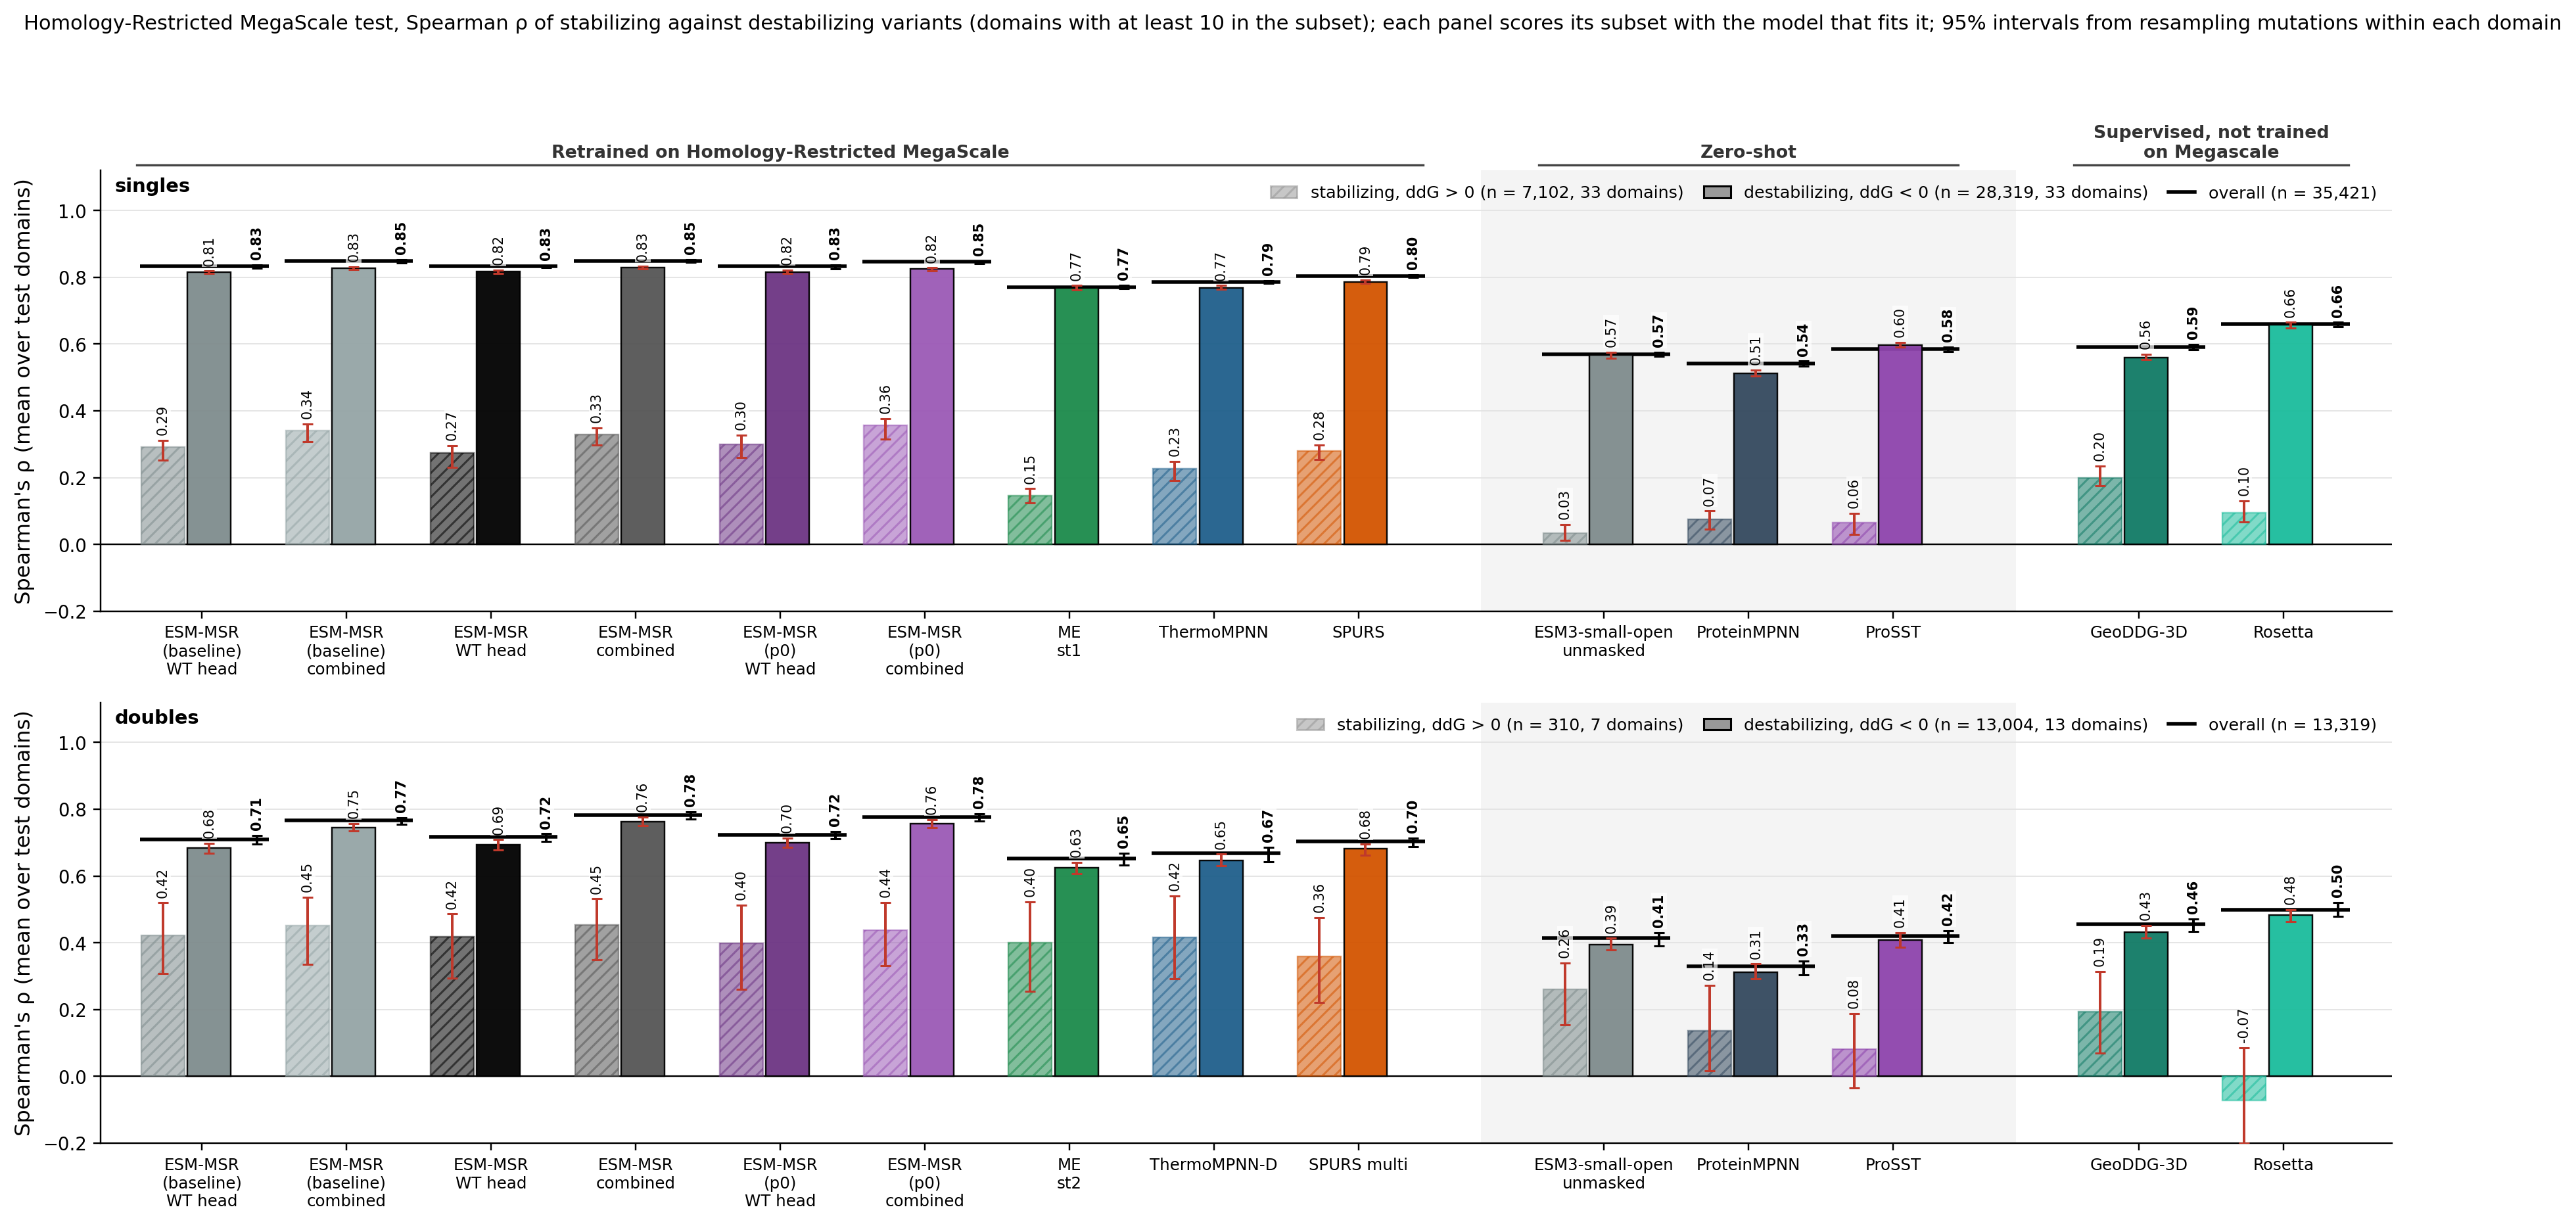 Homology-Restricted MegaScale test, Spearman ρ of stabilizing against destabilizing variants (domains with at least 10 in the subset); each panel scores its subset with the model that fits it; 95% intervals from resampling mutations within each domain
Retrained on Homology-Restricted MegaScale
Zero-shot
Supervised, not trained
on Megascale
singles
stabilizing, ddG > 0 (n = 7,102, 33 domains)
destabilizing, ddG < 0 (n = 28,319, 33 domains)
overall (n = 35,421)
Spearman's ρ (mean over test domains)
1.0
0.8
0.6
0.4
0.2
0.0
−0.2
0.29
0.81
0.83
0.34
0.83
0.85
0.27
0.82
0.83
0.33
0.83
0.85
0.30
0.82
0.83
0.36
0.82
0.85
0.15
0.77
0.77
0.23
0.77
0.79
0.28
0.79
0.80
0.03
0.57
0.57
0.07
0.51
0.54
0.06
0.60
0.58
0.20
0.56
0.59
0.10
0.66
0.66
ESM-MSR
(baseline)
WT head
ESM-MSR
(baseline)
combined
ESM-MSR
WT head
ESM-MSR
combined
ESM-MSR
(p0)
WT head
ESM-MSR
(p0)
combined
ME
st1
ThermoMPNN
SPURS
ESM3-small-open
unmasked
ProteinMPNN
ProSST
GeoDDG-3D
Rosetta
doubles
stabilizing, ddG > 0 (n = 310, 7 domains)
destabilizing, ddG < 0 (n = 13,004, 13 domains)
overall (n = 13,319)
Spearman's ρ (mean over test domains)
1.0
0.8
0.6
0.4
0.2
0.0
−0.2
0.42
0.68
0.71
0.45
0.75
0.77
0.42
0.69
0.72
0.45
0.76
0.78
0.40
0.70
0.72
0.44
0.76
0.78
0.40
0.63
0.65
0.42
0.65
0.67
0.36
0.68
0.70
0.26
0.39
0.41
0.14
0.31
0.33
0.08
0.41
0.42
0.19
0.43
0.46
-0.07
0.48
0.50
ESM-MSR
(baseline)
WT head
ESM-MSR
(baseline)
combined
ESM-MSR
WT head
ESM-MSR
combined
ESM-MSR
(p0)
WT head
ESM-MSR
(p0)
combined
ME
st2
ThermoMPNN-D
SPURS multi
ESM3-small-open
unmasked
ProteinMPNN
ProSST
GeoDDG-3D
Rosetta